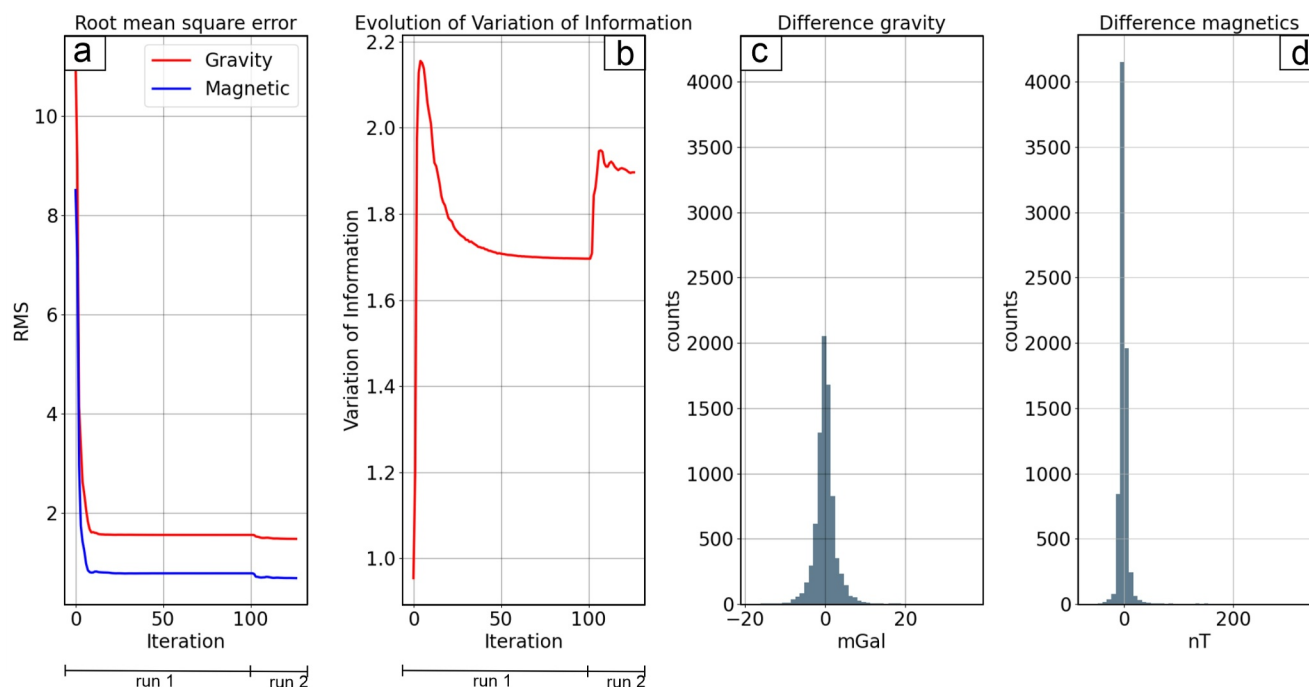 Root mean square error
a
Gravity
Magnetic
10
8
6
4
2
RMS
0 50 100
Iteration
run 1 run 2
Evolution of Variation of Information
b
2.2
2.0
1.8
1.6
1.4
1.2
1.0
Variation of Information
0 50 100
Iteration
run 1 run 2
Difference gravity
c
4000
3500
3000
2500
2000
1500
1000
500
0
counts
−20 0 20
mGal
Difference magnetics
d
4000
3500
3000
2500
2000
1500
1000
500
0
counts
0 200
nT